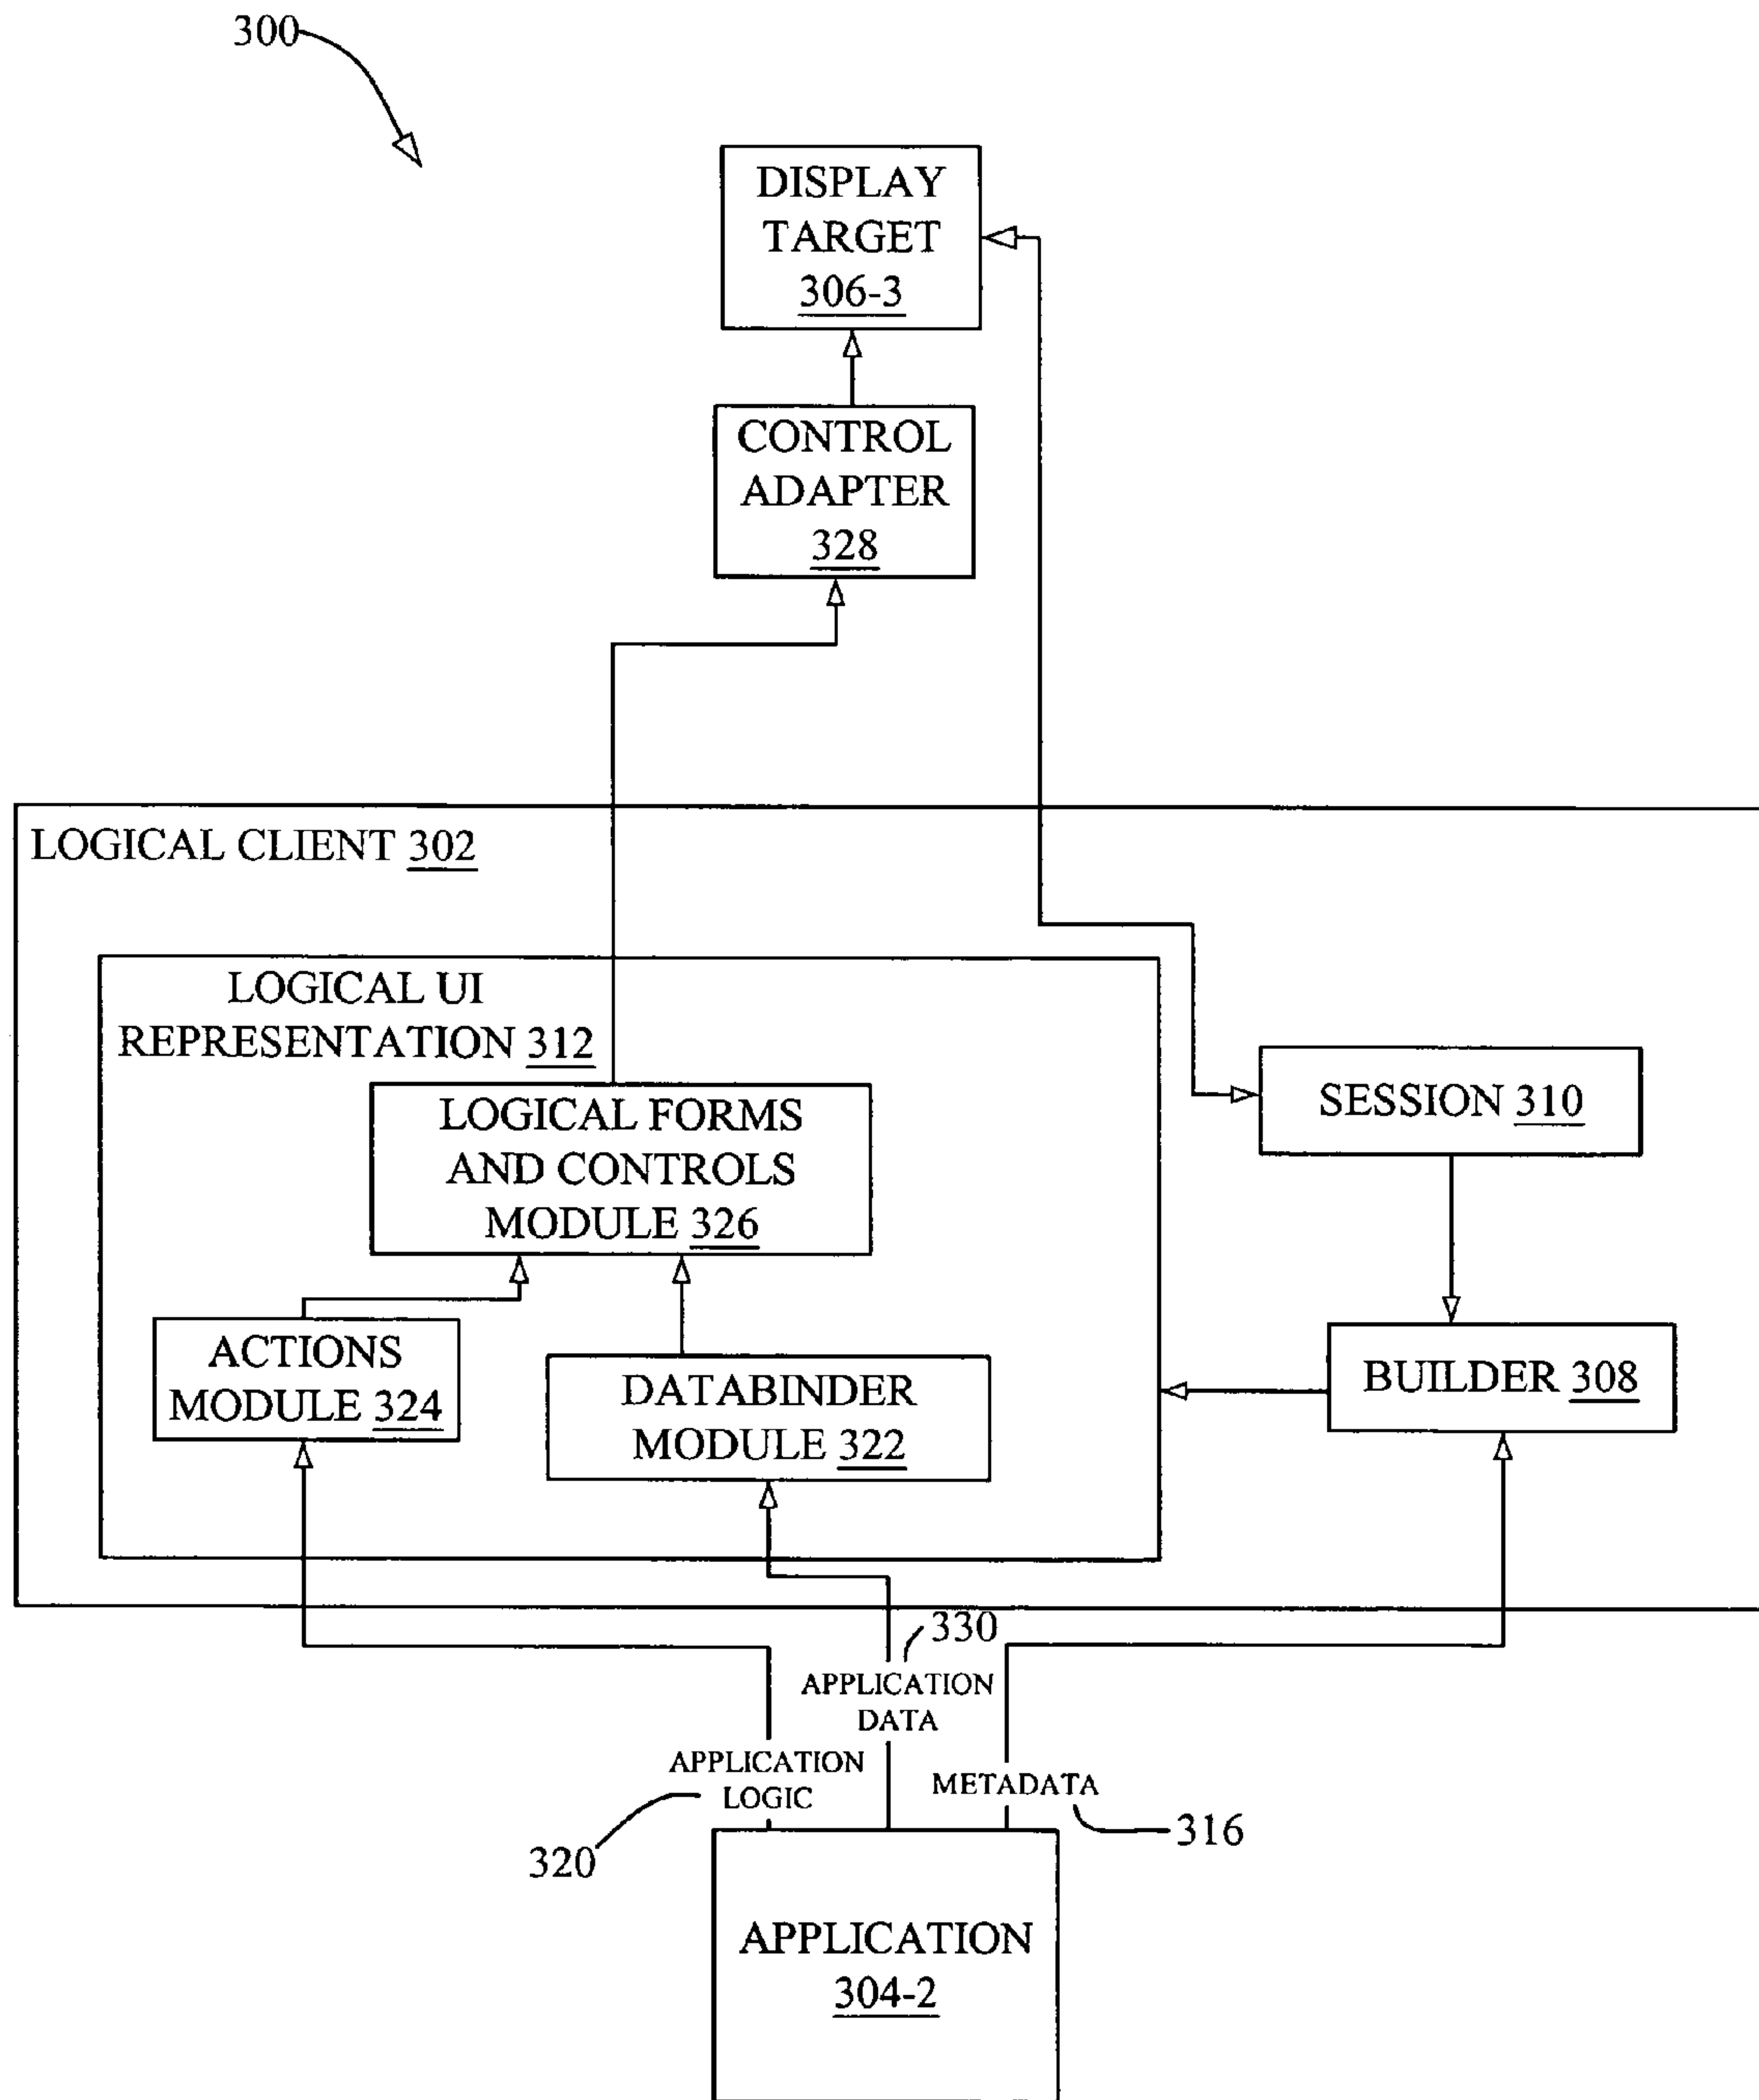 300
DISPLAY
TARGET
306-3
CONTROL
ADAPTER
328
LOGICAL CLIENT 302
LOGICAL UI
REPRESENTATION 312
LOGICAL FORMS
AND CONTROLS
MODULE 326
SESSION 310
ACTIONS
MODULE 324
DATABINDER
MODULE 322
BUILDER 308
330
APPLICATION
DATA
APPLICATION
LOGIC
METADATA
320
316
APPLICATION
304-2